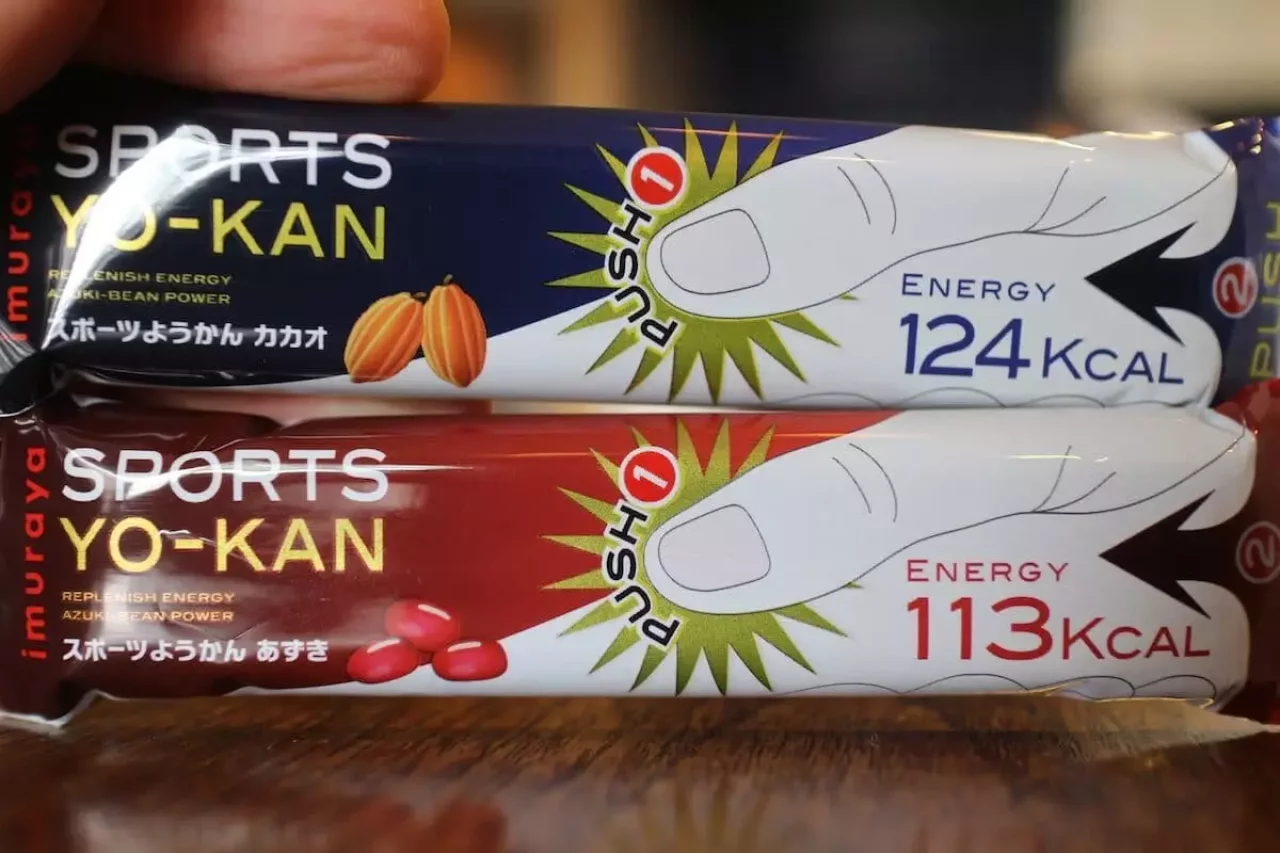 imuraya
SPORTS
YO-KAN
REPLENISH ENERGY
AZUKI-BEAN POWER
スポーツようかん カカオ
PUSH 1
ENERGY
124 KCAL
2
PUSH
imuraya
SPORTS
YO-KAN
REPLENISH ENERGY
AZUKI-BEAN POWER
スポーツようかん あずき
PUSH 1
ENERGY
113 KCAL
2